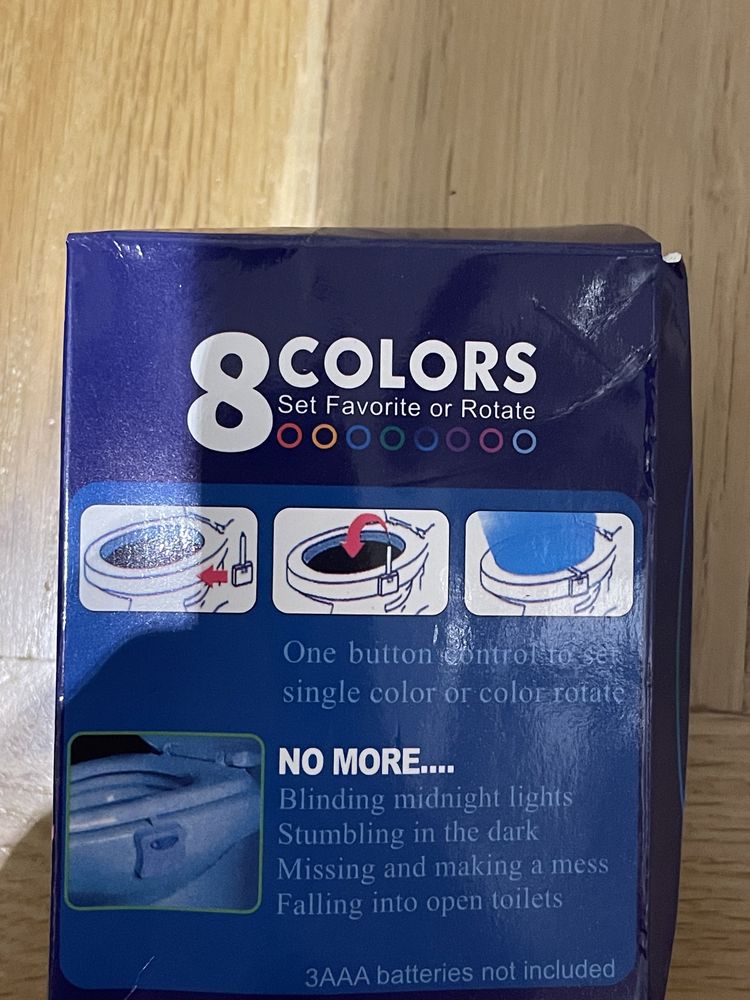 8 COLORS
Set Favorite or Rotate
One button control to set
single color or color rotate
NO MORE....
Blinding midnight lights
Stumbling in the dark
Missing and making a mess
Falling into open toilets
3AAA batteries not included